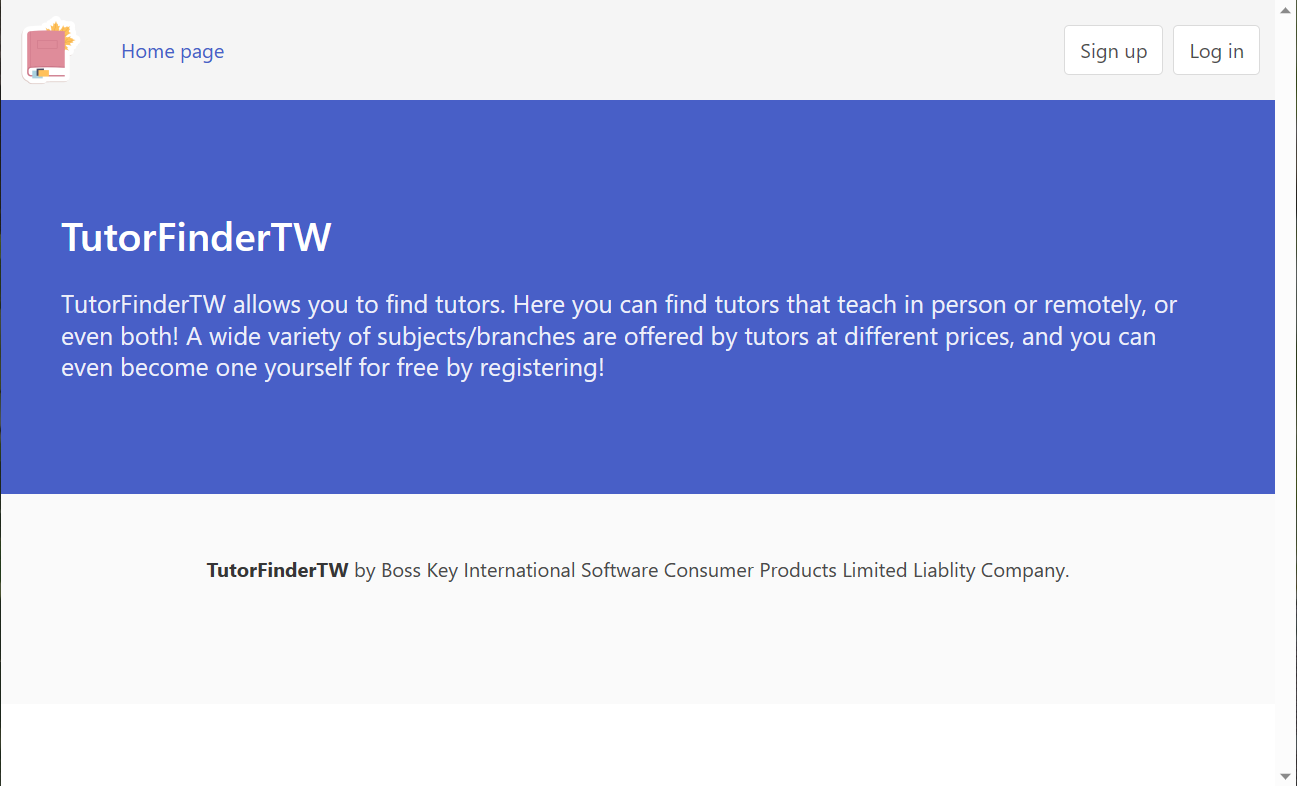 Home page
Sign up
Log in
TutorFinderTW
TutorFinderTW allows you to find tutors. Here you can find tutors that teach in person or remotely, or
even both! A wide variety of subjects/branches are offered by tutors at different prices, and you can
even become one yourself for free by registering!
TutorFinderTW by Boss Key International Software Consumer Products Limited Liablity Company.